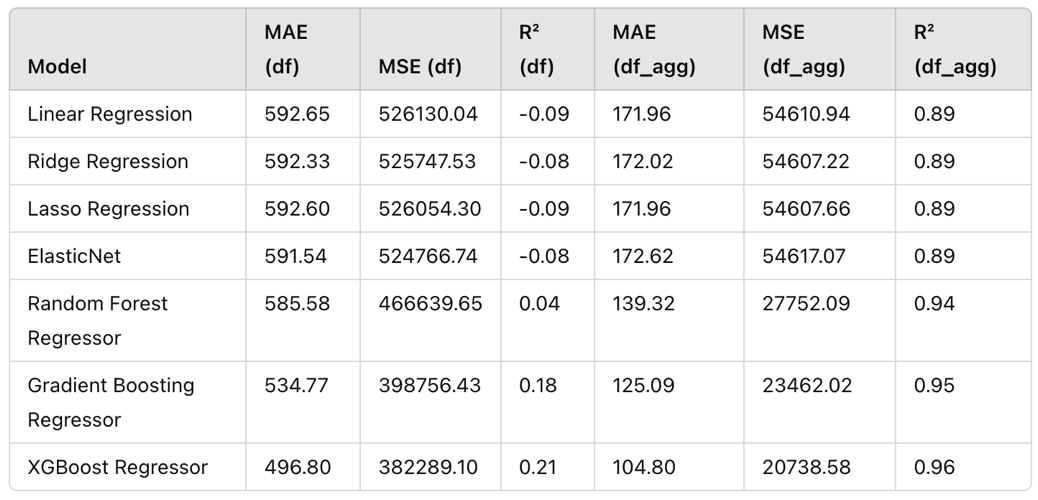 Model MAE (df) MSE (df) R² (df) MAE (df_agg) MSE (df_agg) R² (df_agg)
Linear Regression 592.65 526130.04 -0.09 171.96 54610.94 0.89
Ridge Regression 592.33 525747.53 -0.08 172.02 54607.22 0.89
Lasso Regression 592.60 526054.30 -0.09 171.96 54607.66 0.89
ElasticNet 591.54 524766.74 -0.08 172.62 54617.07 0.89
Random Forest Regressor 585.58 466639.65 0.04 139.32 27752.09 0.94
Gradient Boosting Regressor 534.77 398756.43 0.18 125.09 23462.02 0.95
XGBoost Regressor 496.80 382289.10 0.21 104.80 20738.58 0.96